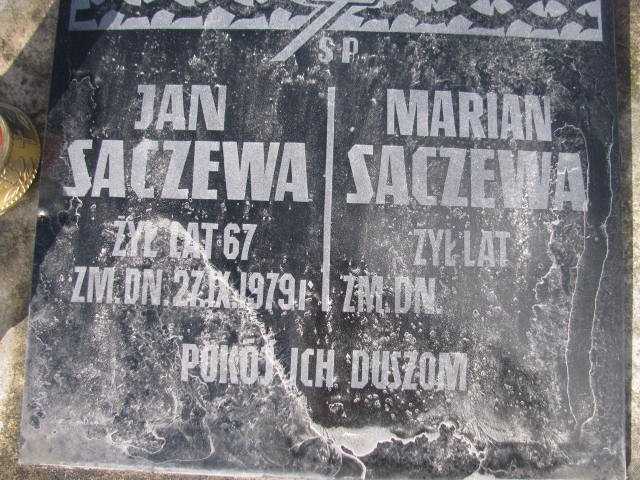 ŚP
JAN
SACZEWA
ŻYŁ LAT 67
ZM. DN. 27.IX.1979 r
MARIAN
SACZEWA
ŻYŁ LAT
ZM. DN.
POKÓJ ICH DUSZOM